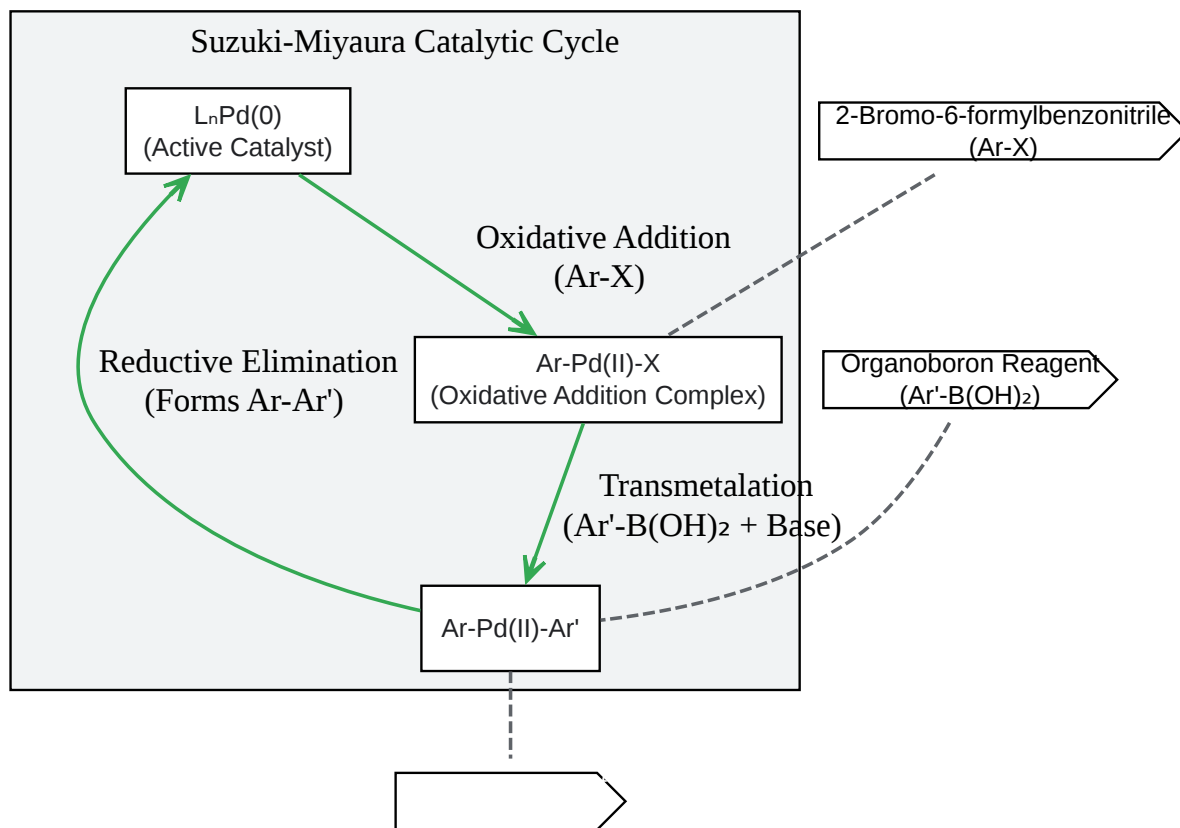 Suzuki-Miyaura Catalytic Cycle
LₙPd(0)
(Active Catalyst)
2-Bromo-6-formylbenzonitrile
(Ar-X)
Oxidative Addition
(Ar-X)
Reductive Elimination
(Forms Ar-Ar')
Ar-Pd(II)-X
(Oxidative Addition Complex)
Organoboron Reagent
(Ar'-B(OH)₂)
Transmetalation
(Ar'-B(OH)₂ + Base)
Ar-Pd(II)-Ar'